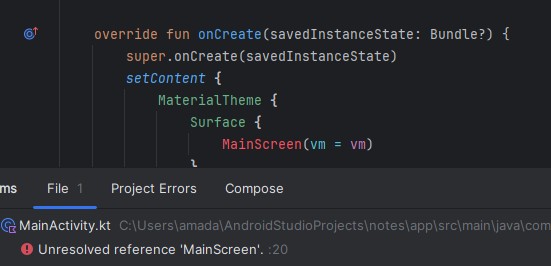 override fun onCreate(savedInstanceState: Bundle?) {
super.onCreate(savedInstanceState)
setContent {
MaterialTheme {
Surface {
MainScreen(vm = vm)
}
ms File 1 Project Errors Compose
MainActivity.kt C:\Users\amada\AndroidStudioProjects\notes\app\src\main\java\com
Unresolved reference 'MainScreen'. :20